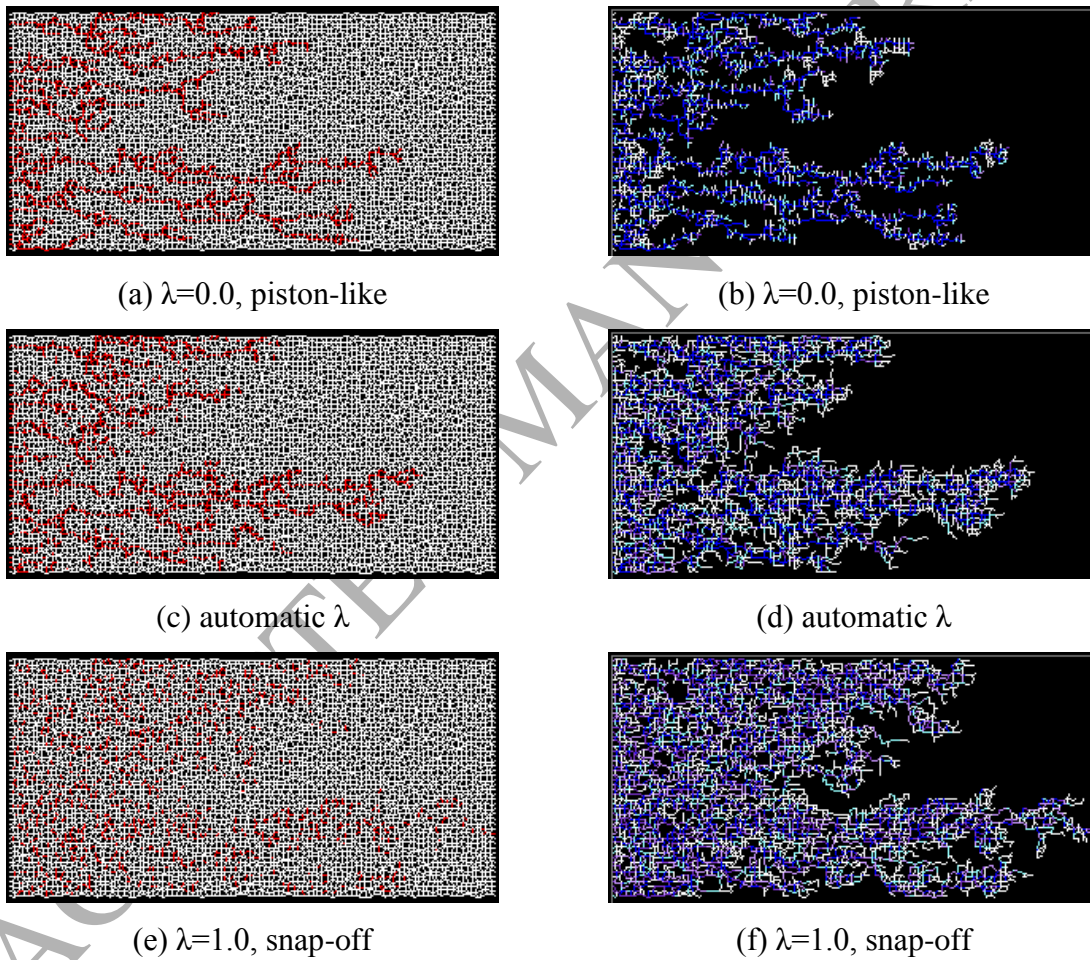 (a) λ=0.0, piston-like
(b) λ=0.0, piston-like
(c) automatic λ
(d) automatic λ
(e) λ=1.0, snap-off
(f) λ=1.0, snap-off